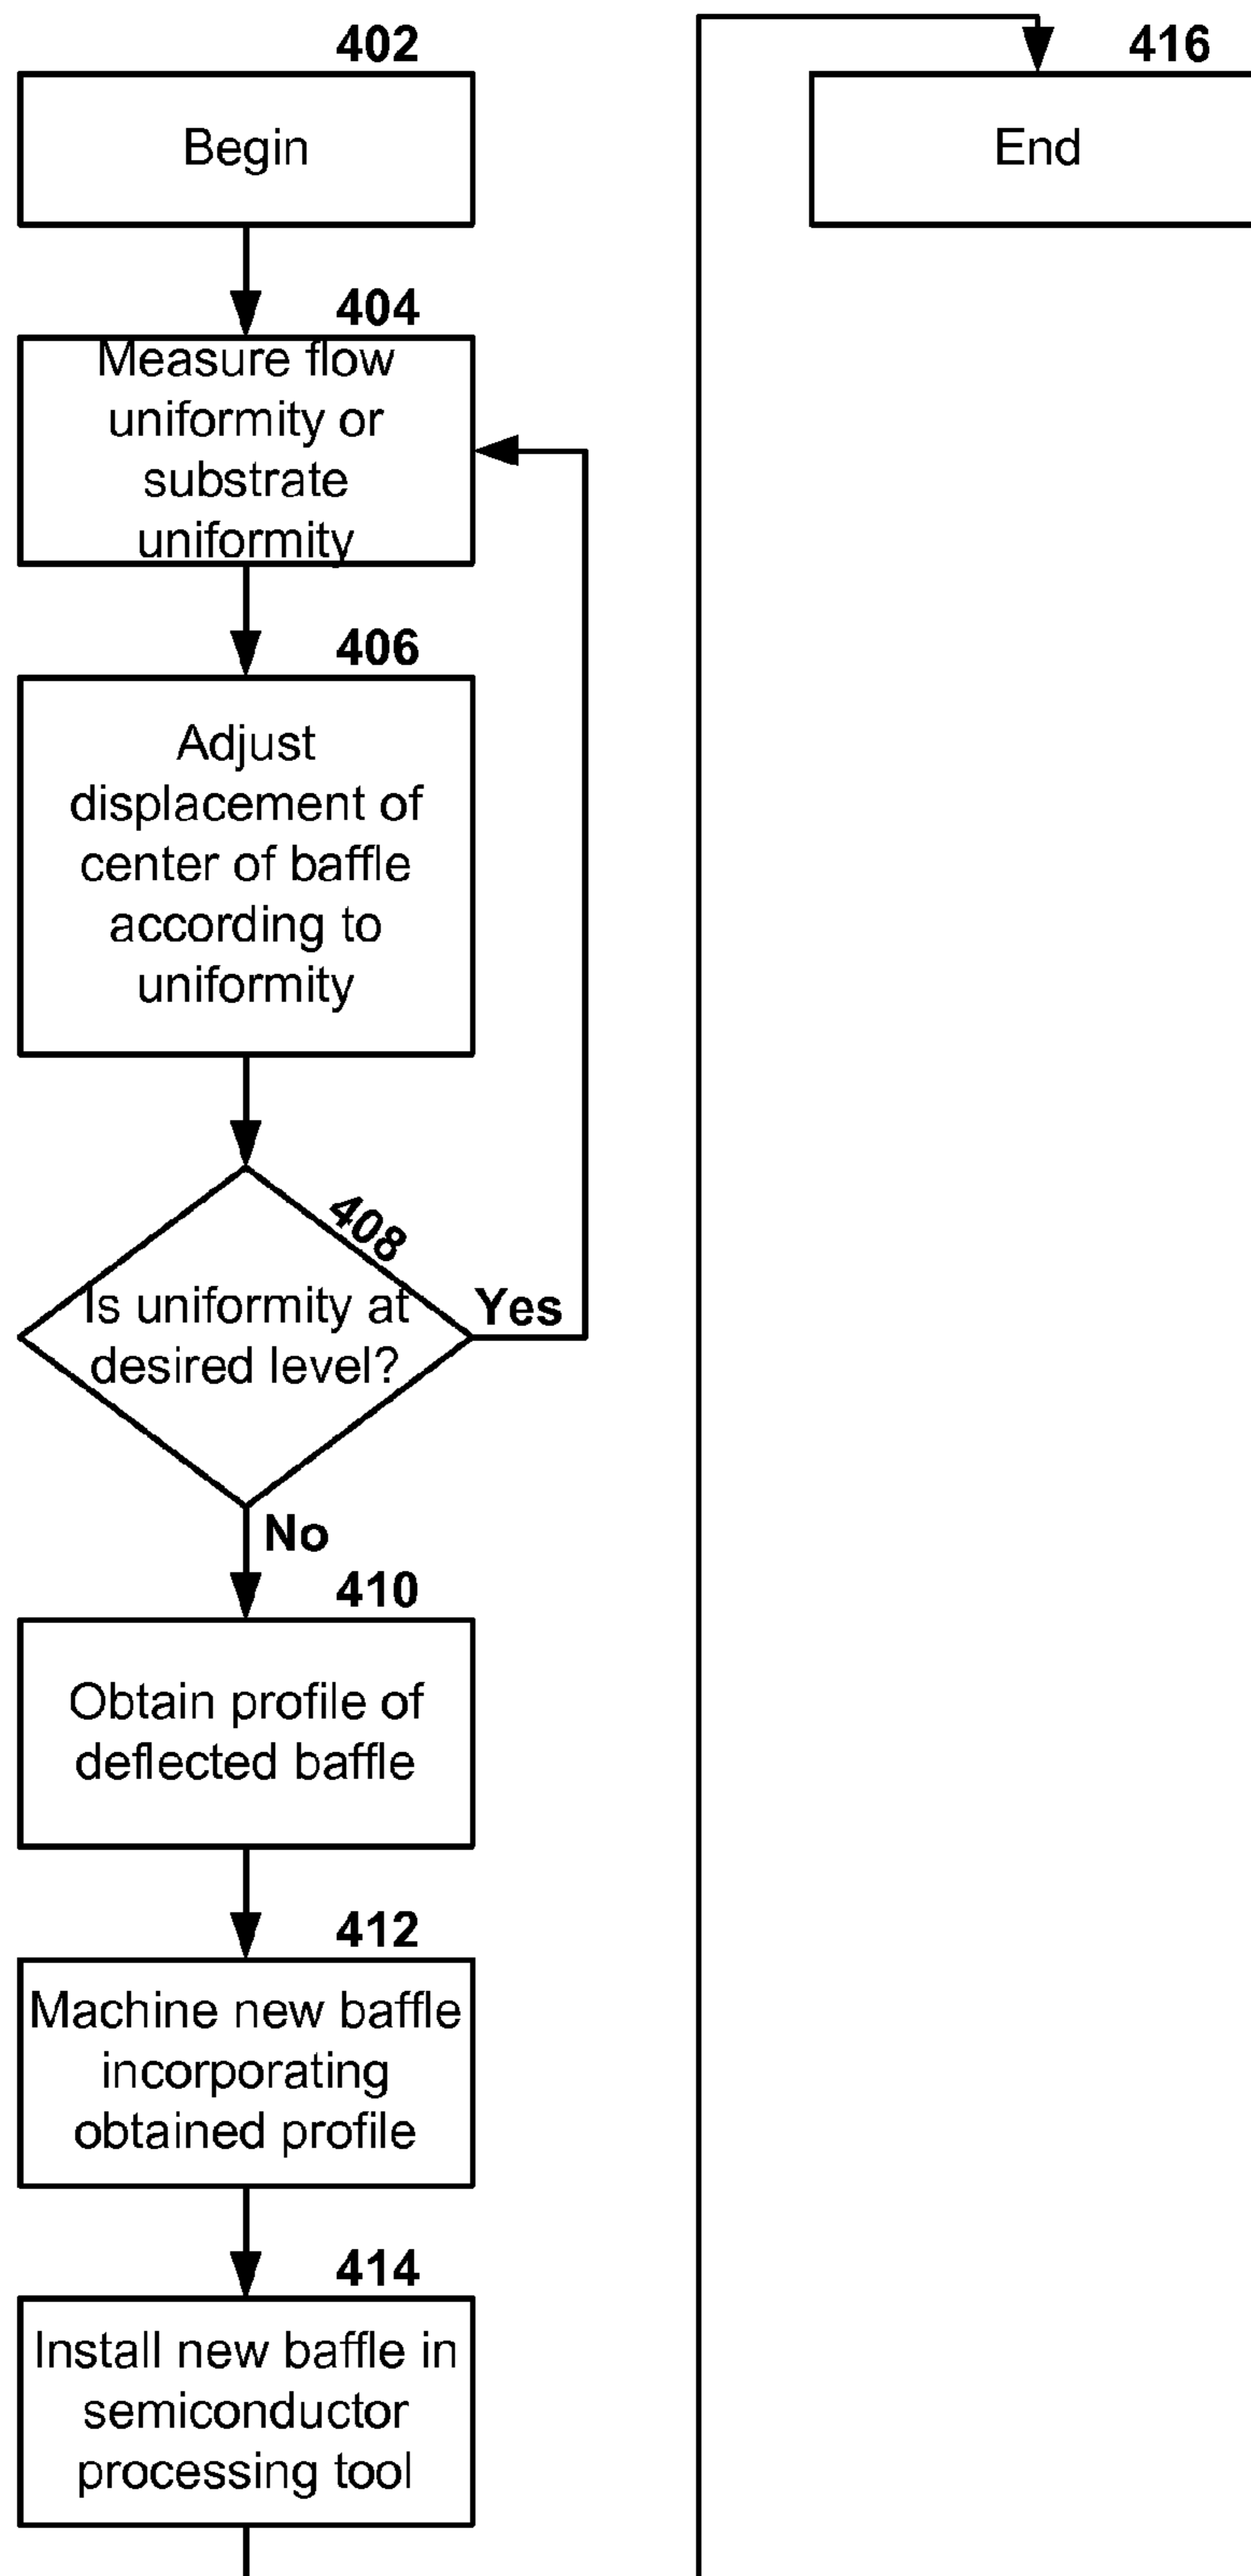 402
Begin
404
Measure flow
uniformity or
substrate
uniformity
406
Adjust
displacement of
center of baffle
according to
uniformity
408
Is uniformity at
desired level?
Yes
No
410
Obtain profile of
deflected baffle
412
Machine new baffle
incorporating
obtained profile
414
Install new baffle in
semiconductor
processing tool
416
End